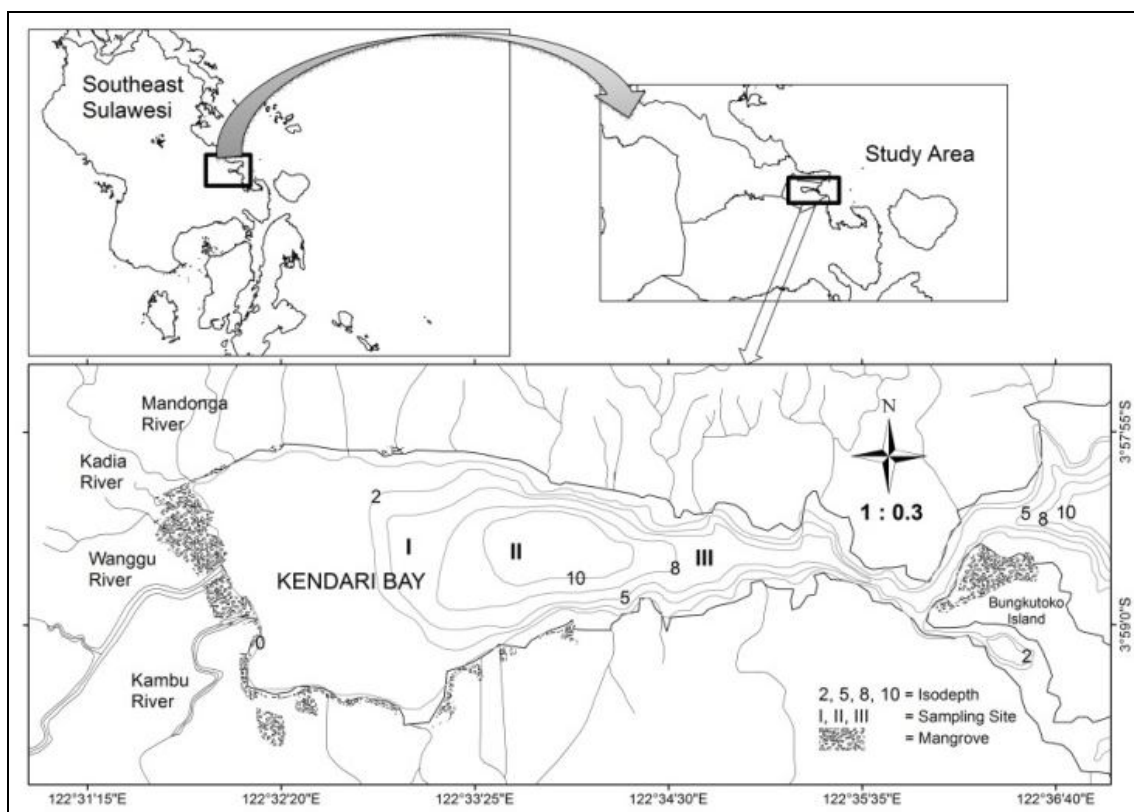 Southeast
Sulawesi
Study Area
Mandonga
River
Kadia
River
Wanggu
River
Kambu
River
KENDARI BAY
0
2
I
II
III
10
8
5
N
1 : 0.3
5
8
10
Bungkutoko
Island
2
2, 5, 8, 10 = Isodepth
I, II, III = Sampling Site
= Mangrove
3°57'55"S
3°59'0"S
122°31'15"E
122°32'20"E
122°33'25"E
122°34'30"E
122°35'35"E
122°36'40"E